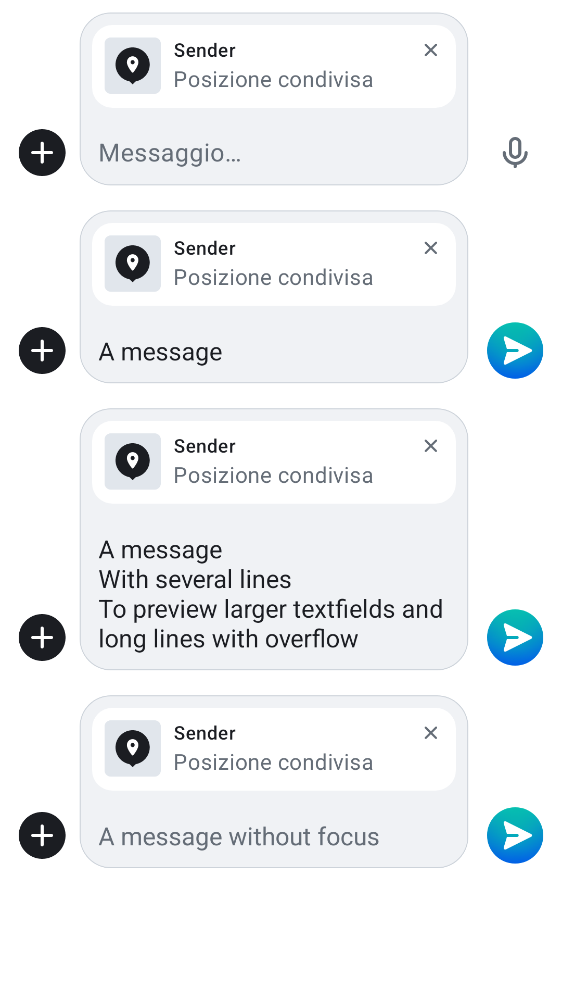 Sender
Posizione condivisa
Messaggio…
Sender
Posizione condivisa
A message
Sender
Posizione condivisa
A message
With several lines
To preview larger textfields and
long lines with overflow
Sender
Posizione condivisa
A message without focus